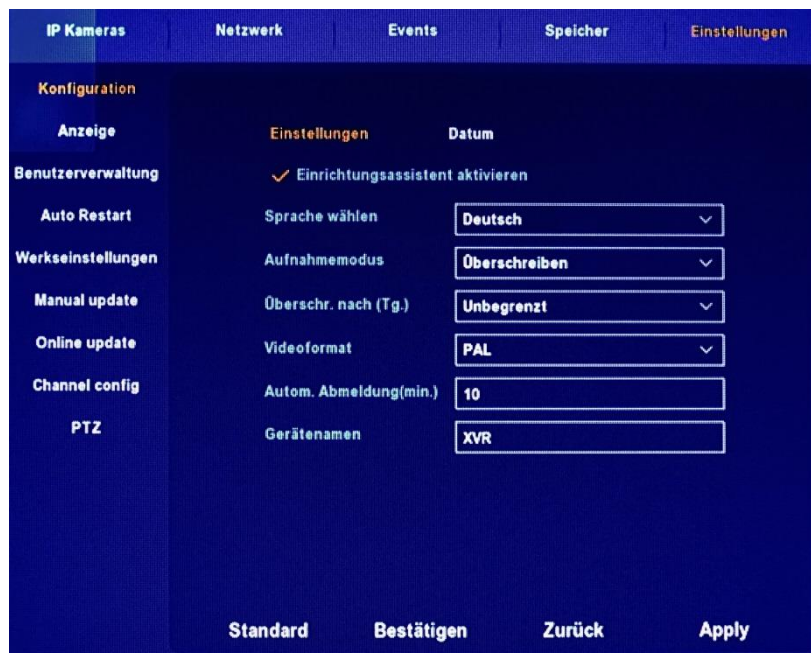 IP Kameras Netzwerk Events Speicher Einstellungen
Konfiguration
Anzeige
Benutzerverwaltung
Auto Restart
Werkseinstellungen
Manual update
Online update
Channel config
PTZ
Einstellungen Datum
✓ Einrichtungsassistent aktivieren
Sprache wählen Deutsch
Aufnahmemodus Überschreiben
Überschr. nach (Tg.) Unbegrenzt
Videoformat PAL
Autom. Abmeldung(min.) 10
Gerätenamen XVR
Standard Bestätigen Zurück Apply